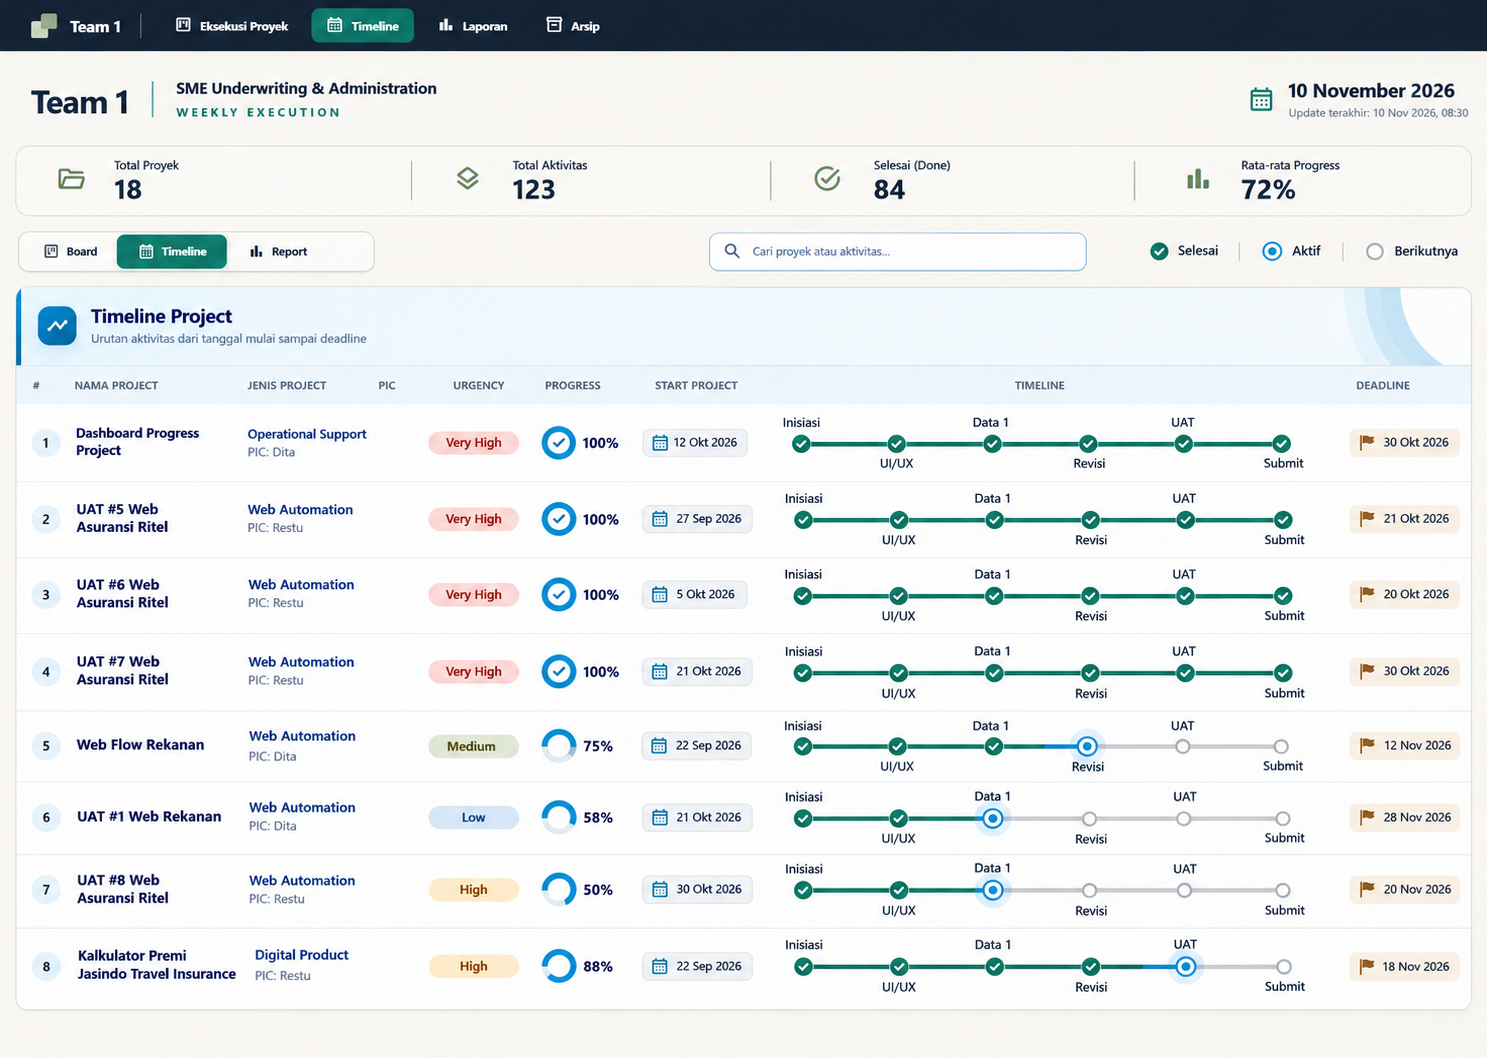 Team 1
Eksekusi Proyek
Timeline
Laporan
Arsip
Team 1
SME Underwriting & Administration
WEEKLY EXECUTION
10 November 2026
Update terakhir: 10 Nov 2026, 08:30
Total Proyek
18
Total Aktivitas
123
Selesai (Done)
84
Rata-rata Progress
72%
Board
Timeline
Report
Cari proyek atau aktivitas...
Selesai
Aktif
Berikutnya
Timeline Project
Urutan aktivitas dari tanggal mulai sampai deadline
# NAMA PROJECT JENIS PROJECT PIC URGENCY PROGRESS START PROJECT TIMELINE DEADLINE
1
Dashboard Progress
Project
Operational Support
PIC: Dita
Very High
100%
12 Okt 2026
Inisiasi
UI/UX
Data 1
Revisi
UAT
Submit
30 Okt 2026
2
UAT #5 Web
Asuransi Ritel
Web Automation
PIC: Restu
Very High
100%
27 Sep 2026
Inisiasi
UI/UX
Data 1
Revisi
UAT
Submit
21 Okt 2026
3
UAT #6 Web
Asuransi Ritel
Web Automation
PIC: Restu
Very High
100%
5 Okt 2026
Inisiasi
UI/UX
Data 1
Revisi
UAT
Submit
20 Okt 2026
4
UAT #7 Web
Asuransi Ritel
Web Automation
PIC: Restu
Very High
100%
21 Okt 2026
Inisiasi
UI/UX
Data 1
Revisi
UAT
Submit
30 Okt 2026
5
Web Flow Rekanan
Web Automation
PIC: Dita
Medium
75%
22 Sep 2026
Inisiasi
UI/UX
Data 1
Revisi
UAT
Submit
12 Nov 2026
6
UAT #1 Web Rekanan
Web Automation
PIC: Dita
Low
58%
21 Okt 2026
Inisiasi
UI/UX
Data 1
Revisi
UAT
Submit
28 Nov 2026
7
UAT #8 Web
Asuransi Ritel
Web Automation
PIC: Restu
High
50%
30 Okt 2026
Inisiasi
UI/UX
Data 1
Revisi
UAT
Submit
20 Nov 2026
8
Kalkulator Premi
Jasindo Travel Insurance
Digital Product
PIC: Restu
High
88%
22 Sep 2026
Inisiasi
UI/UX
Data 1
Revisi
UAT
Submit
18 Nov 2026